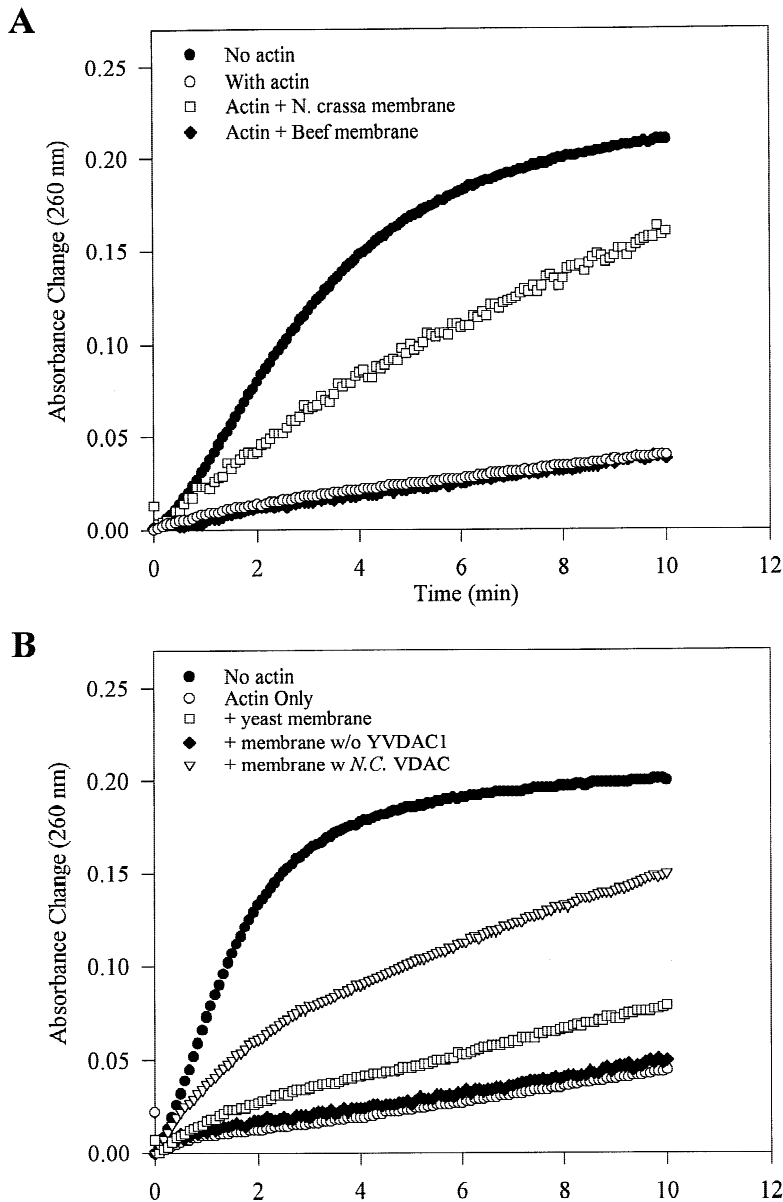 A
0.25
0.20
0.15
0.10
0.05
0.00
Absorbance Change (260 nm)
No actin
With actin
Actin + N. crassa membrane
Actin + Beef membrane
0 2 4 6 8 10 12
Time (min)
B
0.25
0.20
0.15
0.10
0.05
0.00
Absorbance Change (260 nm)
No actin
Actin Only
+ yeast membrane
+ membrane w/o YVDAC1
+ membrane w N.C. VDAC
0 2 4 6 8 10 12